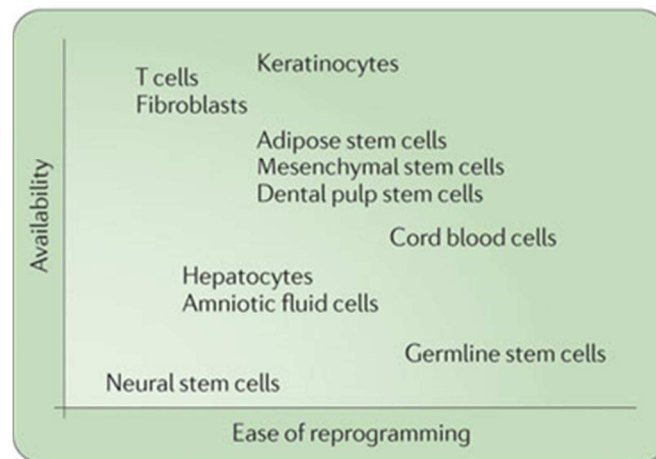 Keratinocytes
T cells
Fibroblasts
Adipose stem cells
Mesenchymal stem cells
Dental pulp stem cells
Cord blood cells
Hepatocytes
Amniotic fluid cells
Germline stem cells
Neural stem cells
Availability
Ease of reprogramming